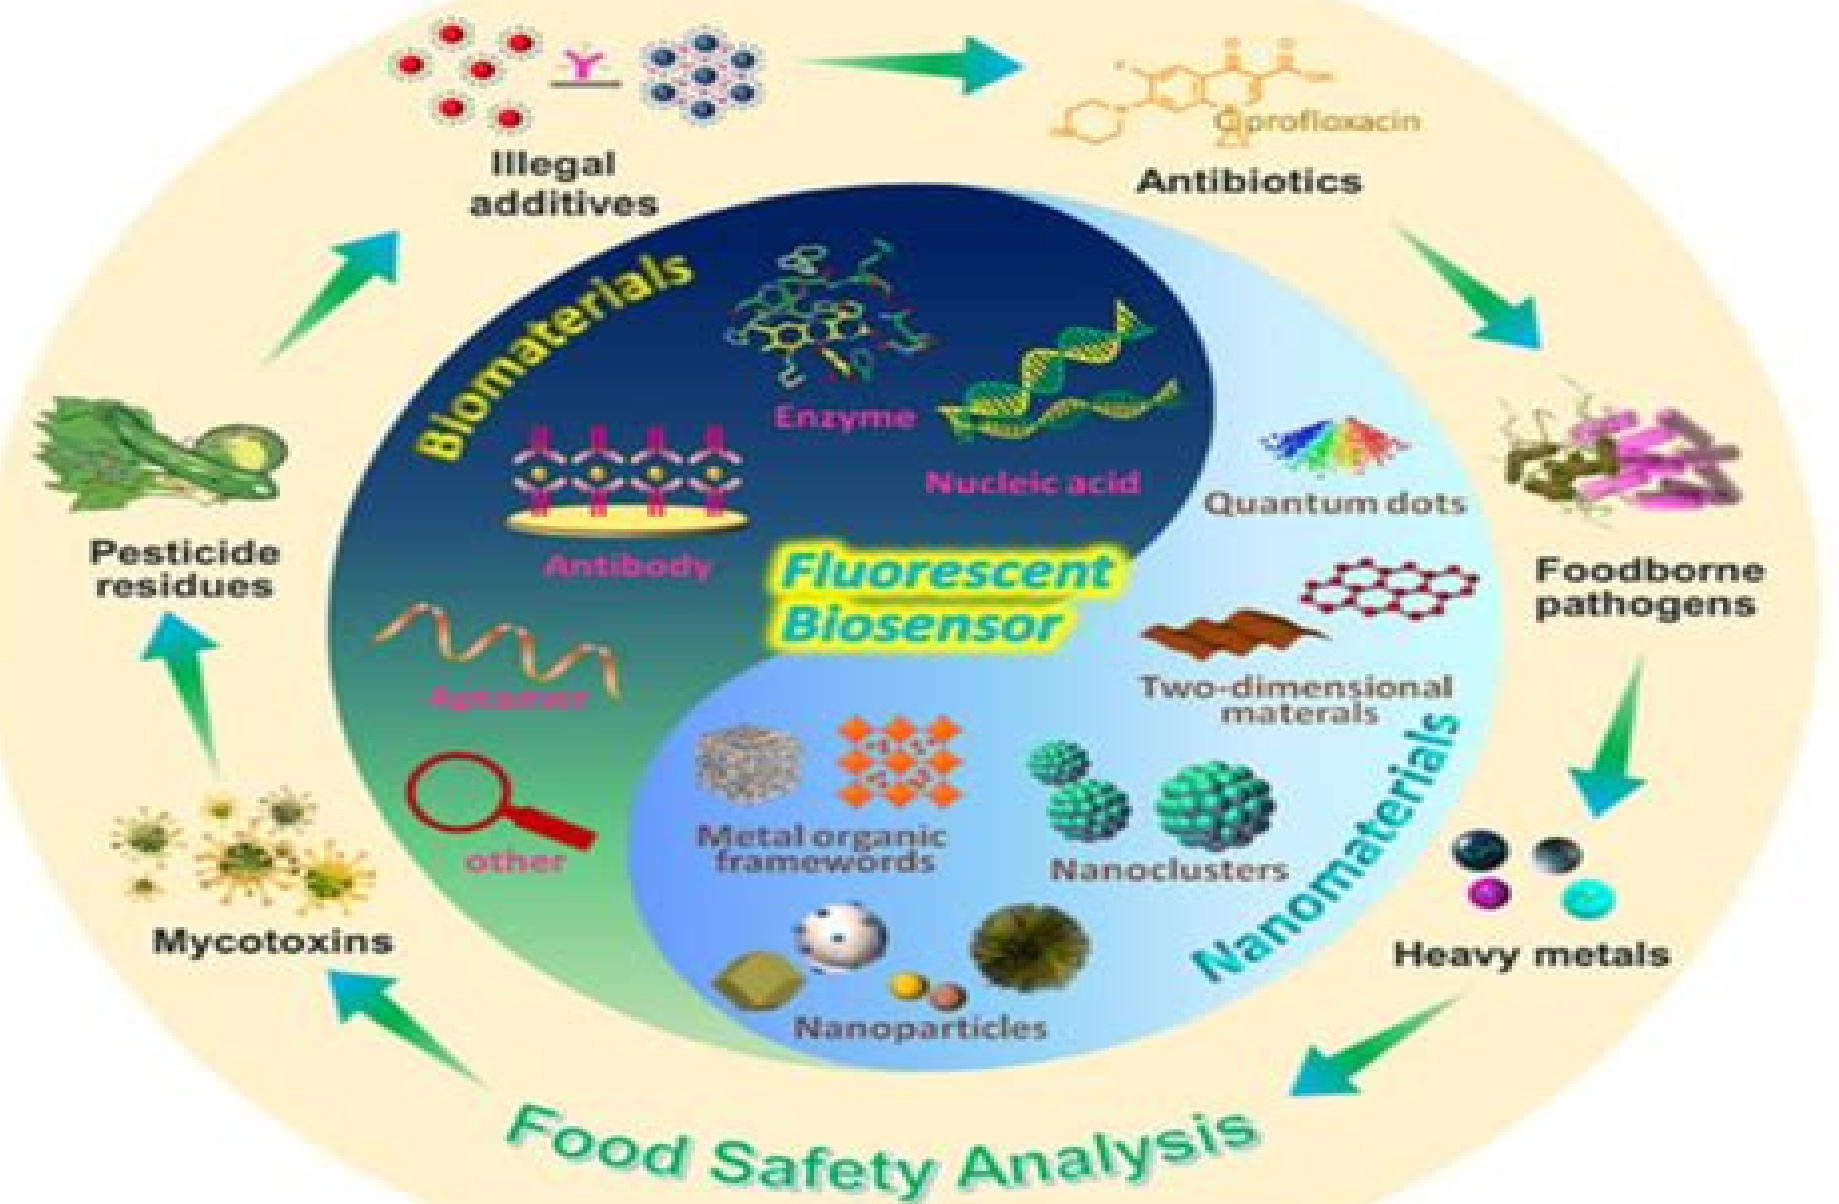 Ciprofloxacin
Illegal
additives
Antibiotics
Biomaterials
Enzyme
Nucleic acid
Quantum dots
Antibody
Fluorescent
Biosensor
Pesticide
residues
Foodborne
pathogens
Aptamer
Two-dimensional
materals
Metal organic
framewords
other
Nanoclusters
Nanomaterials
Mycotoxins
Heavy metals
Nanoparticles
Food Safety Analysis